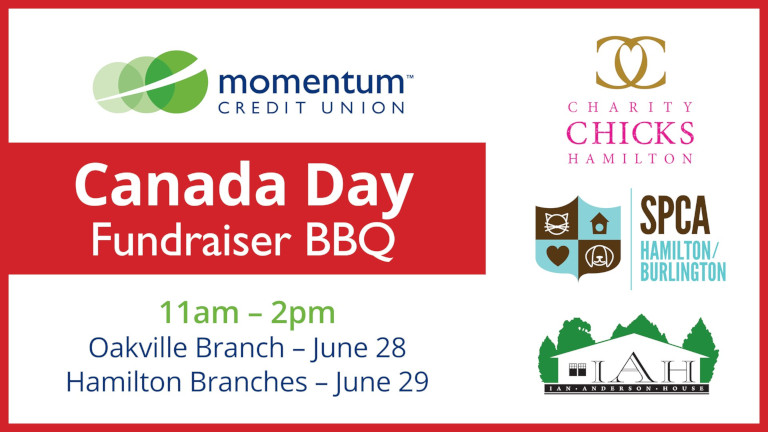 momentum™
CREDIT UNION
Canada Day
Fundraiser BBQ
11am – 2pm
Oakville Branch – June 28
Hamilton Branches – June 29
CHARITY
CHICKS
HAMILTON
SPCA
HAMILTON/
BURLINGTON
IAH
IAN·ANDERSON·HOUSE